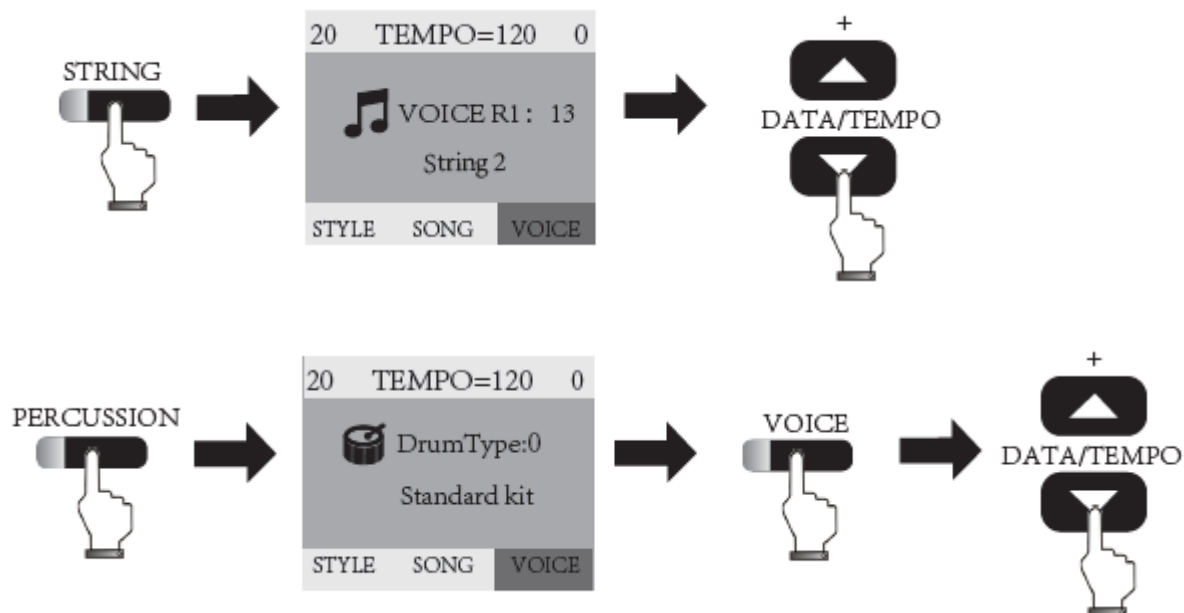 STRING
20 TEMPO=120 0
VOICE R1 : 13
String 2
STYLE SONG VOICE
+
DATA/TEMPO
PERCUSSION
20 TEMPO=120 0
DrumType:0
Standard kit
STYLE SONG VOICE
VOICE
+
DATA/TEMPO